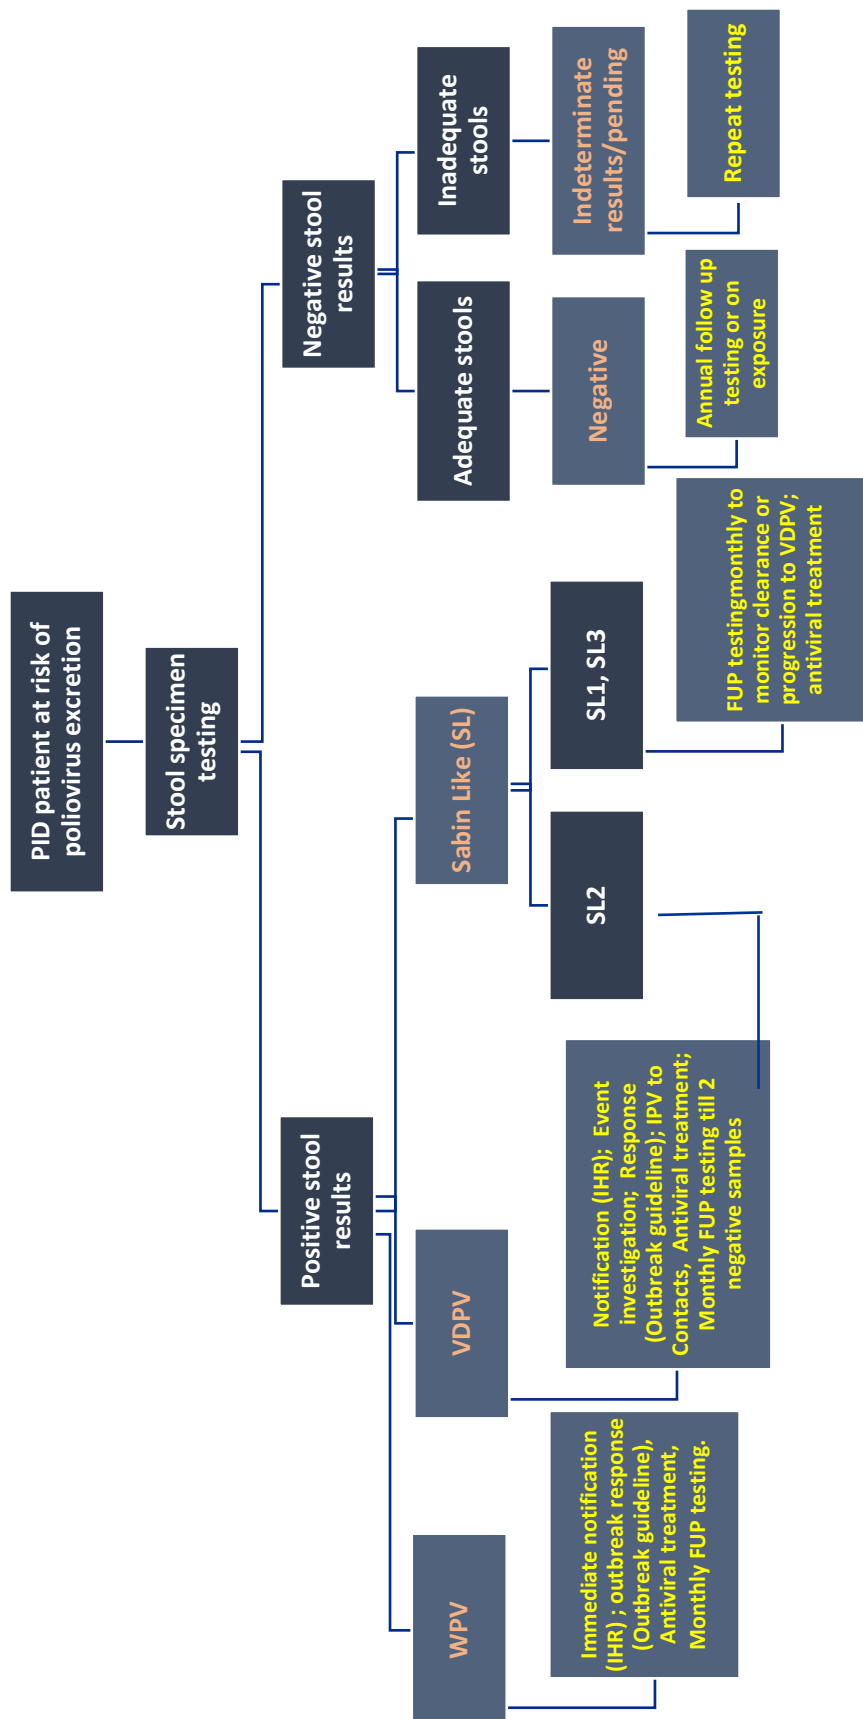 PID patient at risk of
poliovirus excretion
Stool specimen
testing
Positive stool
results
Negative stool
results
WPV
VDPV
Sabin Like (SL)
Adequate stools
Inadequate
stools
SL2
SL1, SL3
Negative
Indeterminate
results/pending
Immediate notification
(IHR) ; outbreak response
(Outbreak guideline),
Antiviral treatment,
Monthly FUP testing.
Notification (IHR); Event
investigation; Response
(Outbreak guideline); IPV to
Contacts, Antiviral treatment;
Monthly FUP testing till 2
negative samples
FUP testingmonthly to
monitor clearance or
progression to VDPV;
antiviral treatment
Annual follow up
testing or on
exposure
Repeat testing